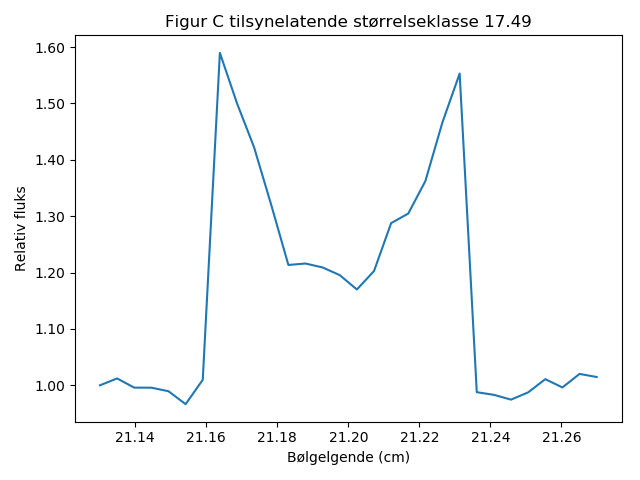 Figur C tilsynelatende størrelseklasse 17.49
1.60
1.50
1.40
1.30
1.20
1.10
1.00
Relativ fluks
21.14 21.16 21.18 21.20 21.22 21.24 21.26
Bølgelgende (cm)